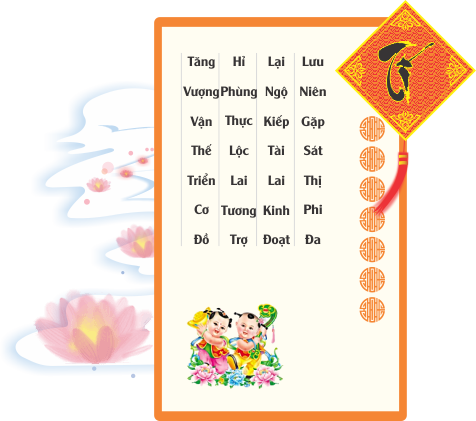 Lưu Niên Gặp Sát Thị Phi Đa
Lại Ngộ Kiếp Tài Lai Kinh Đoạt
Hỉ Phùng Thực Lộc Lai Tương Trợ
Tăng Vượng Vận Thế Triển Cơ Đồ